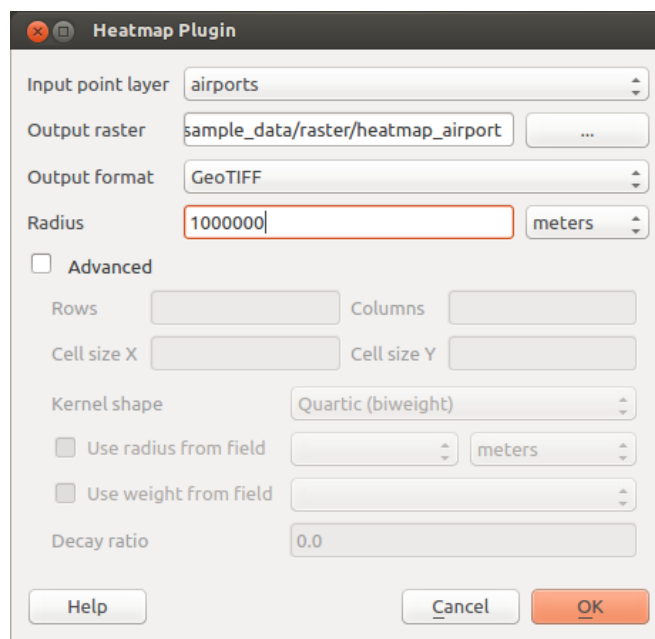 Heatmap Plugin
Input point layer airports
Output raster sample_data/raster/heatmap_airport ...
Output format GeoTIFF
Radius 1000000 meters
Advanced
Rows Columns
Cell size X Cell size Y
Kernel shape Quartic (biweight)
Use radius from field meters
Use weight from field
Decay ratio 0.0
Help Cancel OK